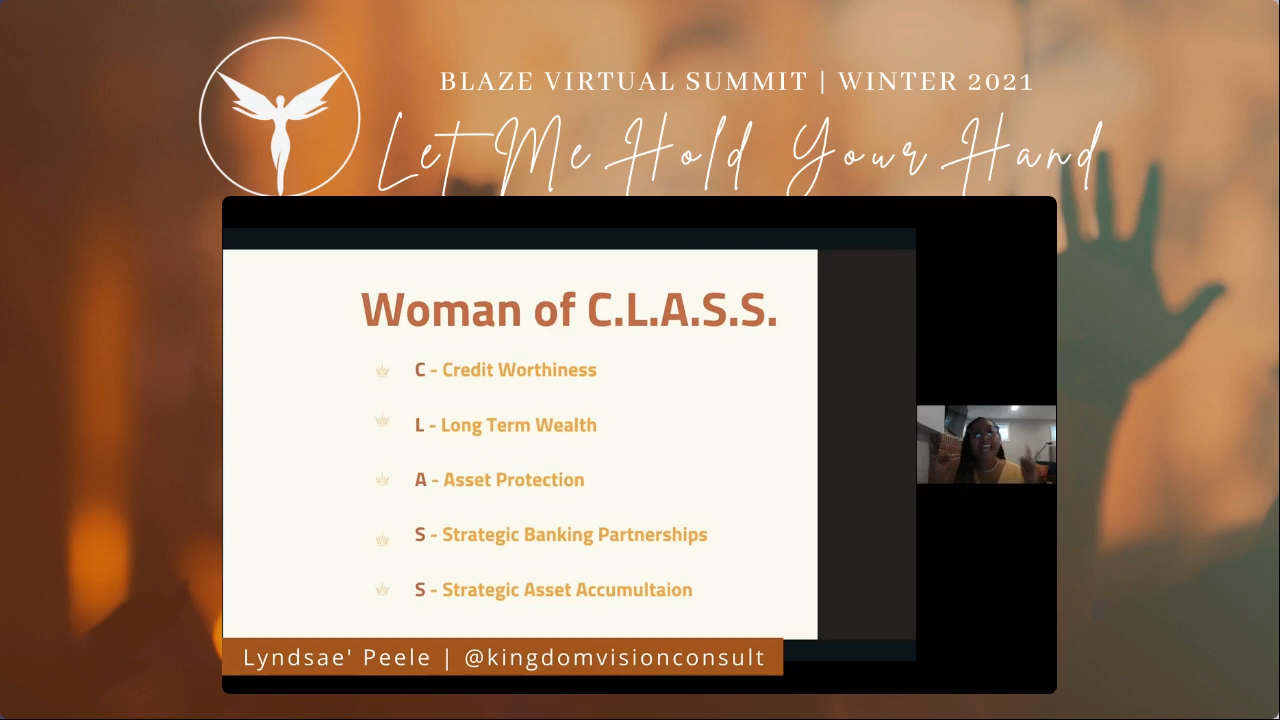 BLAZE VIRTUAL SUMMIT | WINTER 2021
Let Me Hold Your Hand
Woman of C.L.A.S.S.
C - Credit Worthiness
L - Long Term Wealth
A - Asset Protection
S - Strategic Banking Partnerships
S - Strategic Asset Accumultaion
Lyndsae' Peele | @kingdomvisionconsult